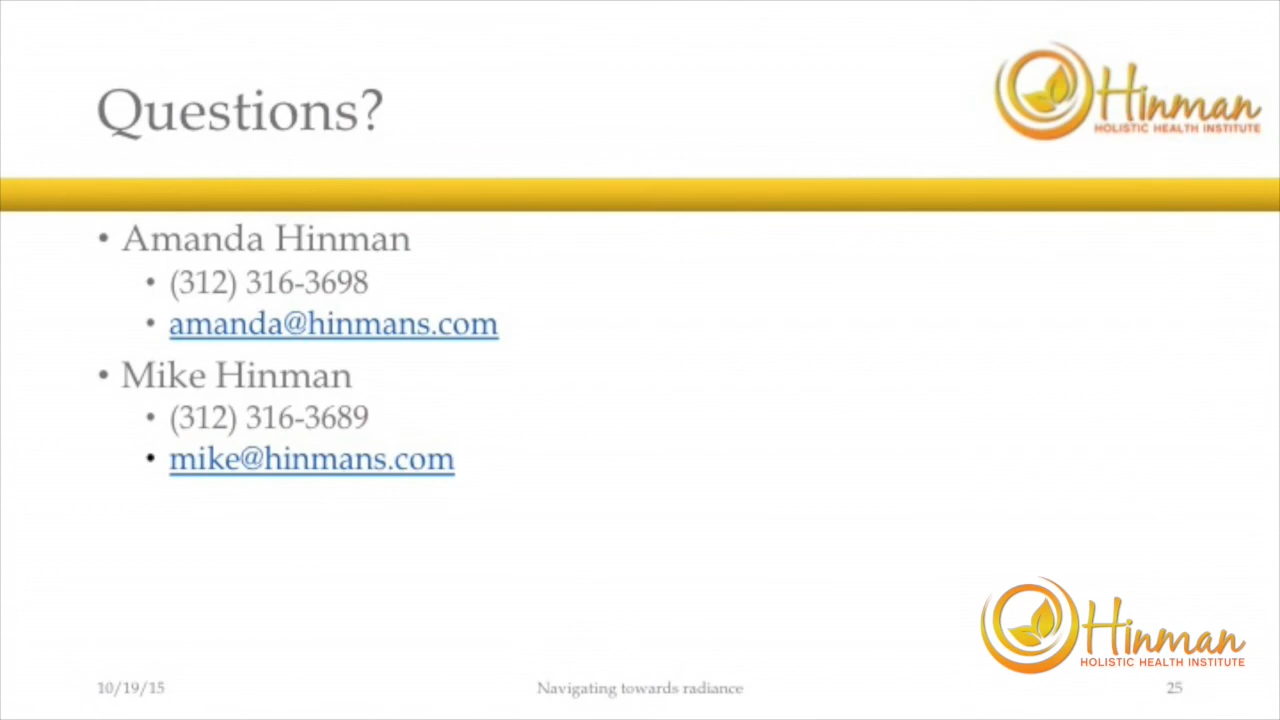 Questions?
Hinman
HOLISTIC HEALTH INSTITUTE
• Amanda Hinman
• (312) 316-3698
• amanda@hinmans.com
• Mike Hinman
• (312) 316-3689
• mike@hinmans.com
Hinman
HOLISTIC HEALTH INSTITUTE
10/19/15
Navigating towards radiance
25